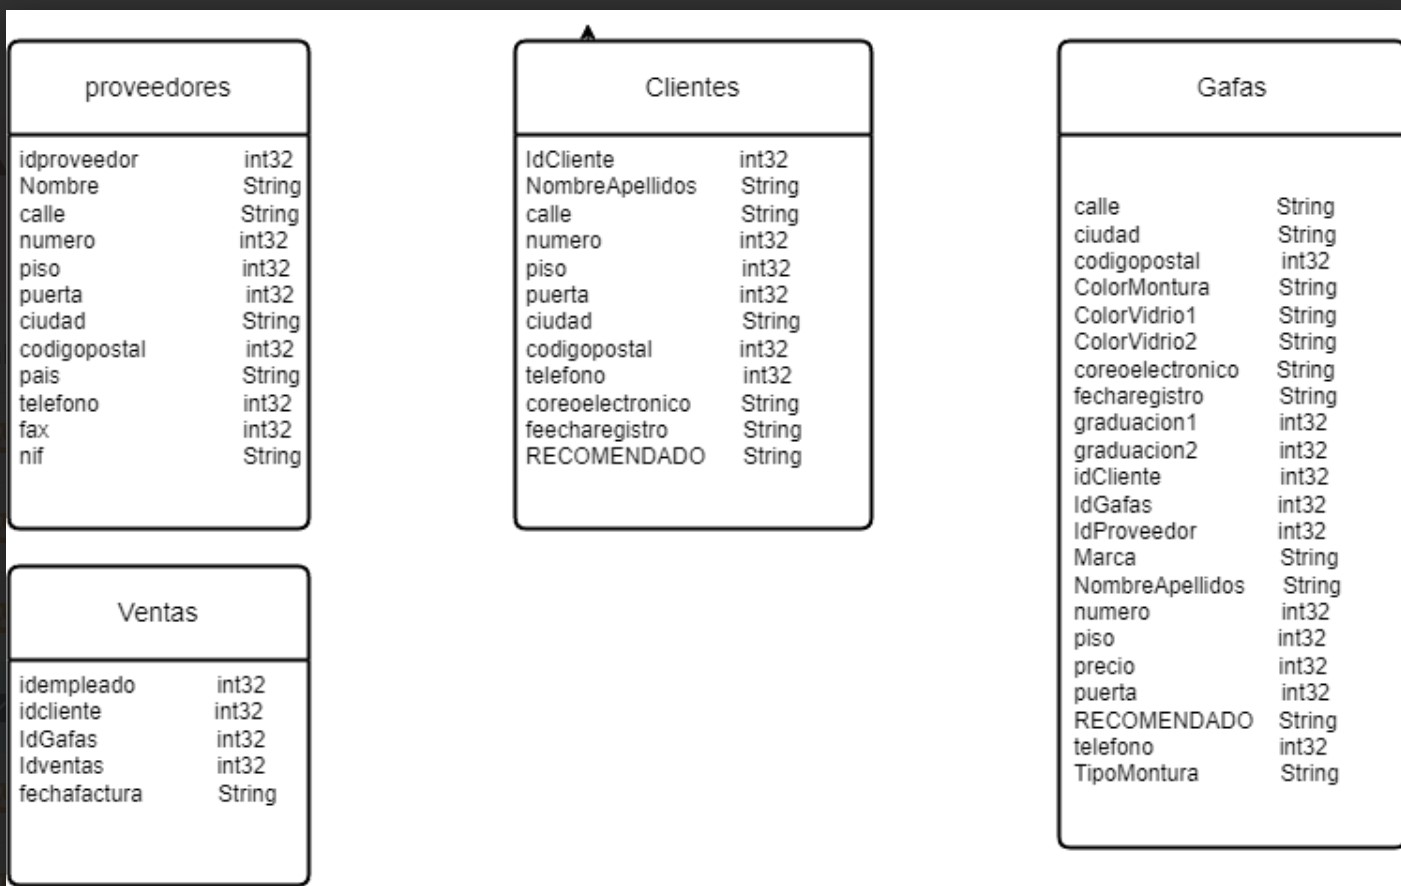 proveedores
idproveedor int32
Nombre String
calle String
numero int32
piso int32
puerta int32
ciudad String
codigopostal int32
pais String
telefono int32
fax int32
nif String
Clientes
IdCliente int32
NombreApellidos String
calle String
numero int32
piso int32
puerta int32
ciudad String
codigopostal int32
telefono int32
coreoelectronico String
feecharegistro String
RECOMENDADO String
Gafas
calle String
ciudad String
codigopostal int32
ColorMontura String
ColorVidrio1 String
ColorVidrio2 String
coreoelectronico String
fecharegistro String
graduacion1 int32
graduacion2 int32
idCliente int32
IdGafas int32
IdProveedor int32
Marca String
NombreApellidos String
numero int32
piso int32
precio int32
puerta int32
RECOMENDADO String
telefono int32
TipoMontura String
Ventas
idempleado int32
idcliente int32
IdGafas int32
Idventas int32
fechafactura String